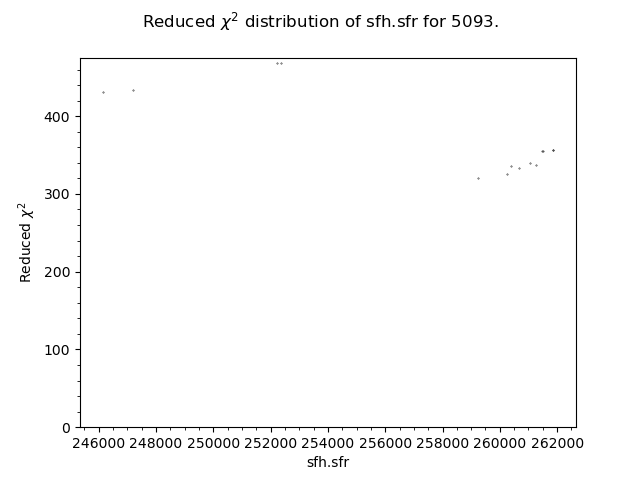 Reduced χ² distribution of sfh.sfr for 5093.
Reduced χ²
400
300
200
100
0
246000 248000 250000 252000 254000 256000 258000 260000 262000
sfh.sfr